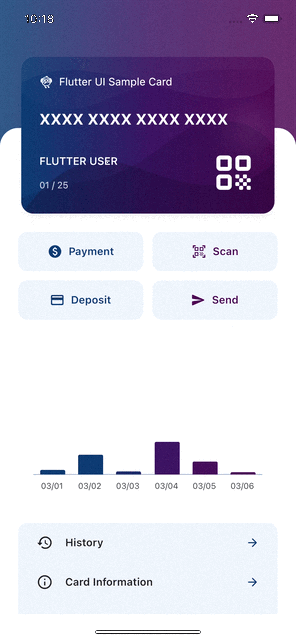 10:19
Flutter UI Sample Card
XXXX XXXX XXXX XXXX
FLUTTER USER
01 / 25
Payment
Scan
Deposit
Send
03/01 03/02 03/03 03/04 03/05 03/06
History
Card Information